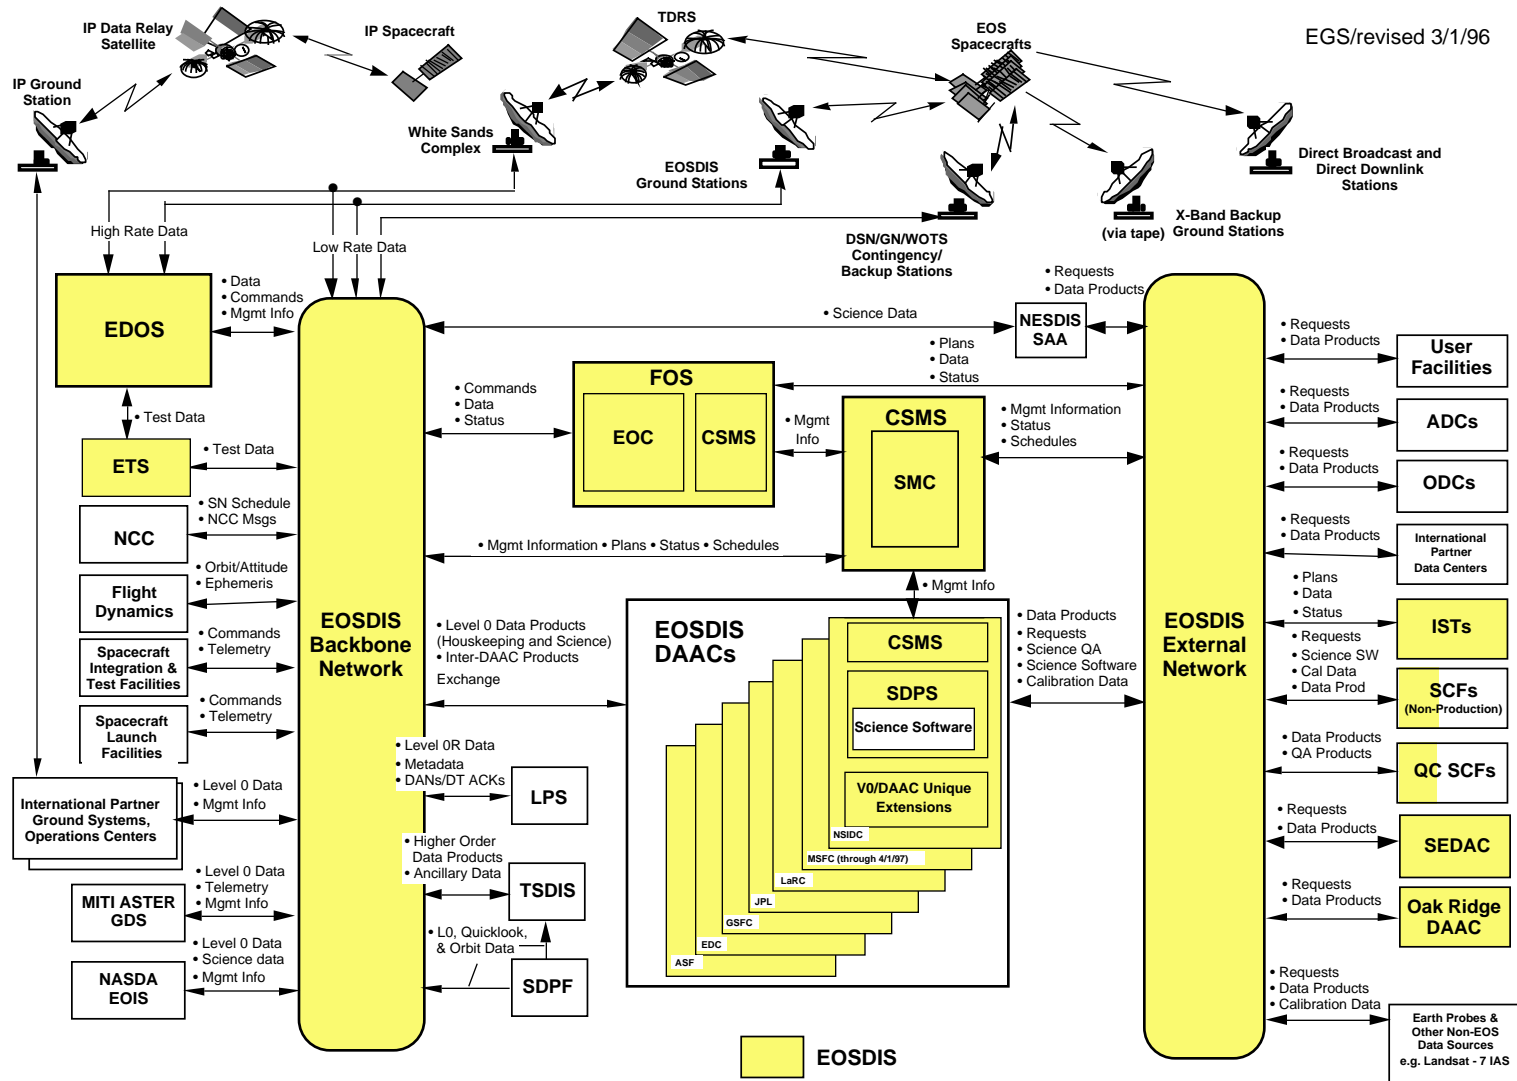 IP Data Relay
Satellite
IP Spacecraft
TDRS
EOS
Spacecrafts
EGS/revised 3/1/96
IP Ground
Station
White Sands
Complex
EOSDIS
Ground Stations
Direct Broadcast and
Direct Downlink
Stations
X-Band Backup
Ground Stations
(via tape)
DSN/GN/WOTS
Contingency/
Backup Stations
High Rate Data
Low Rate Data
EDOS
• Data
• Commands
• Mgmt Info
• Test Data
ETS
• Test Data
NCC
• SN Schedule
• NCC Msgs
Flight
Dynamics
• Orbit/Attitude
• Ephemeris
Spacecraft
Integration &
Test Facilities
• Commands
• Telemetry
Spacecraft
Launch
Facilities
• Commands
• Telemetry
International Partner
Ground Systems,
Operations Centers
• Level 0 Data
• Mgmt Info
MITI ASTER
GDS
• Level 0 Data
• Telemetry
• Mgmt Info
NASDA
EOIS
• Level 0 Data
• Science data
• Mgmt Info
EOSDIS
Backbone
Network
• Science Data
NESDIS
SAA
• Requests
• Data Products
• Commands
• Data
• Status
FOS
EOC
CSMS
• Plans
• Data
• Status
• Mgmt
Info
CSMS
SMC
• Mgmt Information
• Status
• Schedules
• Mgmt Information • Plans • Status • Schedules
• Mgmt Info
• Level 0 Data Products
(Houskeeping and Science)
• Inter-DAAC Products
Exchange
EOSDIS
DAACs
CSMS
SDPS
Science Software
V0/DAAC Unique
Extensions
NSIDC
MSFC (through 4/1/97)
LaRC
JPL
GSFC
EDC
ASF
• Data Products
• Requests
• Science QA
• Science Software
• Calibration Data
• Level 0R Data
• Metadata
• DANs/DT ACKs
LPS
• Higher Order
Data Products
• Ancillary Data
TSDIS
• L0, Quicklook,
& Orbit Data
SDPF
EOSDIS
External
Network
• Requests
• Data Products
User
Facilities
• Requests
• Data Products
ADCs
• Requests
• Data Products
ODCs
• Requests
• Data Products
International
Partner
Data Centers
• Plans
• Data
• Status
ISTs
• Requests
• Science SW
• Cal Data
• Data Prod
SCFs
(Non-Production)
• Data Products
• QA Products
QC SCFs
• Requests
• Data Products
SEDAC
• Requests
• Data Products
Oak Ridge
DAAC
• Requests
• Data Products
• Calibration Data
Earth Probes &
Other Non-EOS
Data Sources
e.g. Landsat - 7 IAS
EOSDIS